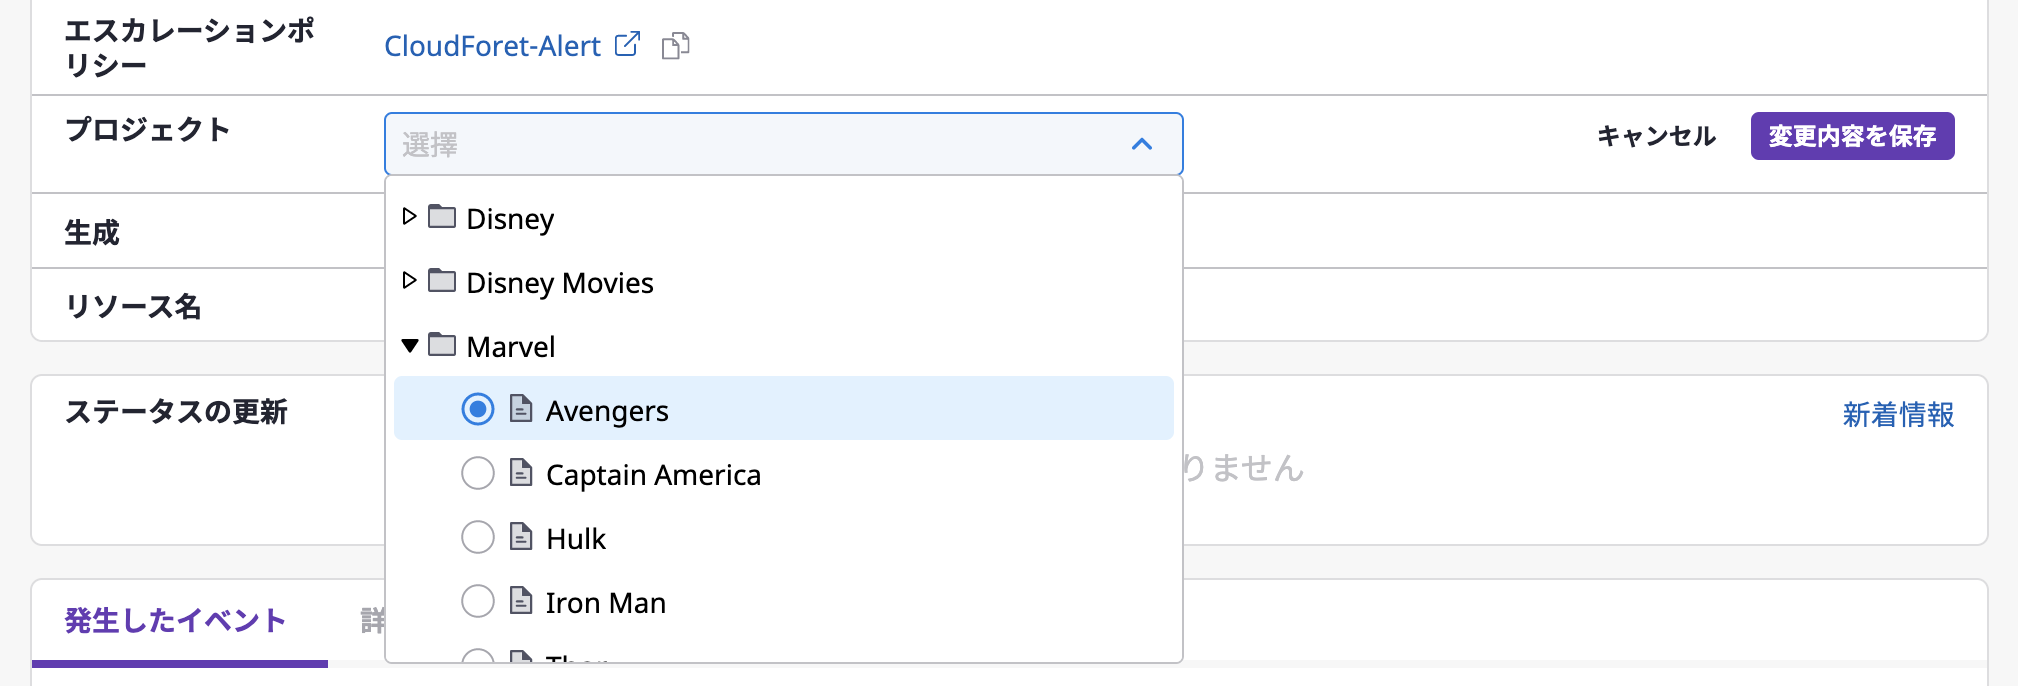 エスカレーションポ
リシー
CloudForet-Alert
プロジェクト
選擇
キャンセル
変更内容を保存
Disney
Disney Movies
Marvel
Avengers
Captain America
Hulk
Iron Man
生成
リソース名
ステータスの更新
新着情報
りません
発生したイベント
詳